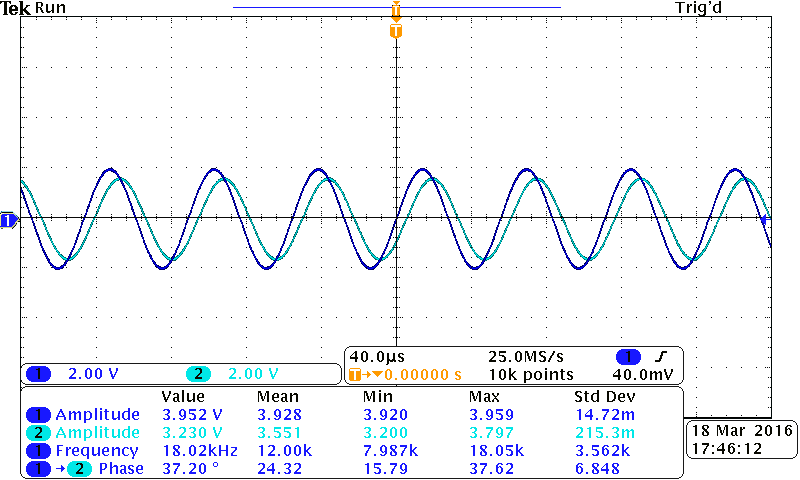 Tek Run Trig'd
T
T
1
1 2.00 V 2 2.00 V
40.0µs 25.0MS/s 1
T→▼0.00000 s 10k points 40.0mV
Value Mean Min Max Std Dev
1 Amplitude 3.952 V 3.928 3.920 3.959 14.72m
2 Amplitude 3.230 V 3.551 3.200 3.797 215.3m
1 Frequency 18.02kHz 12.00k 7.987k 18.05k 3.562k
1 → 2 Phase 37.20 ° 24.32 15.79 37.62 6.848
18 Mar 2016
17:46:12